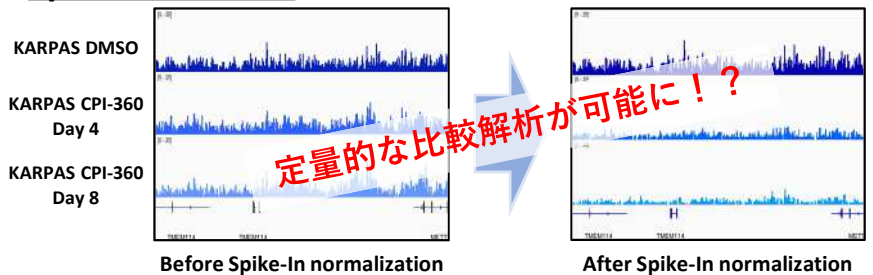 KARPAS DMSO
KARPAS CPI-360
Day 4
KARPAS CPI-360
Day 8
定量的な比較解析が可能に！？
TMEM114
TMEM114
TMEM114
TMEM114
Before Spike-In normalization
After Spike-In normalization